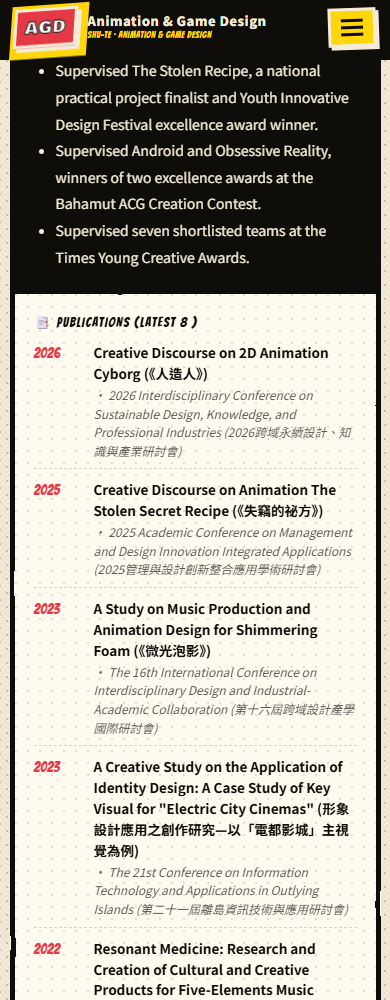 AGD
Animation & Game Design
SHU-TE · ANIMATION & GAME DESIGN
• Supervised The Stolen Recipe, a national
practical project finalist and Youth Innovative
Design Festival excellence award winner.
• Supervised Android and Obsessive Reality,
winners of two excellence awards at the
Bahamut ACG Creation Contest.
• Supervised seven shortlisted teams at the
Times Young Creative Awards.
PUBLICATIONS (LATEST 8 )
2026
Creative Discourse on 2D Animation
Cyborg (《人造人》)
· 2026 Interdisciplinary Conference on
Sustainable Design, Knowledge, and
Professional Industries (2026跨域永續設計、知
識與產業研討會)
2025
Creative Discourse on Animation The
Stolen Secret Recipe (《失竊的祕方》)
· 2025 Academic Conference on Management
and Design Innovation Integrated Applications
(2025管理與設計創新整合應用學術研討會)
2023
A Study on Music Production and
Animation Design for Shimmering
Foam (《微光泡影》)
· The 16th International Conference on
Interdisciplinary Design and Industrial-
Academic Collaboration (第十六屆跨域設計產學
國際研討會)
2023
A Creative Study on the Application of
Identity Design: A Case Study of Key
Visual for "Electric City Cinemas" (形象
設計應用之創作研究—以「電都影城」主視
覺為例)
· The 21st Conference on Information
Technology and Applications in Outlying
Islands (第二十一屆離島資訊技術與應用研討會)
2022
Resonant Medicine: Research and
Creation of Cultural and Creative
Products for Five-Elements Music